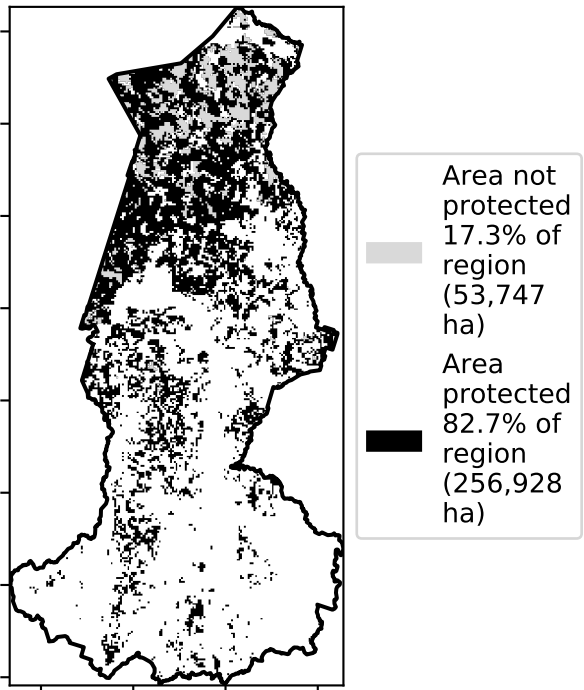 Area not
protected
17.3% of
region
(53,747
ha)
Area
protected
82.7% of
region
(256,928
ha)